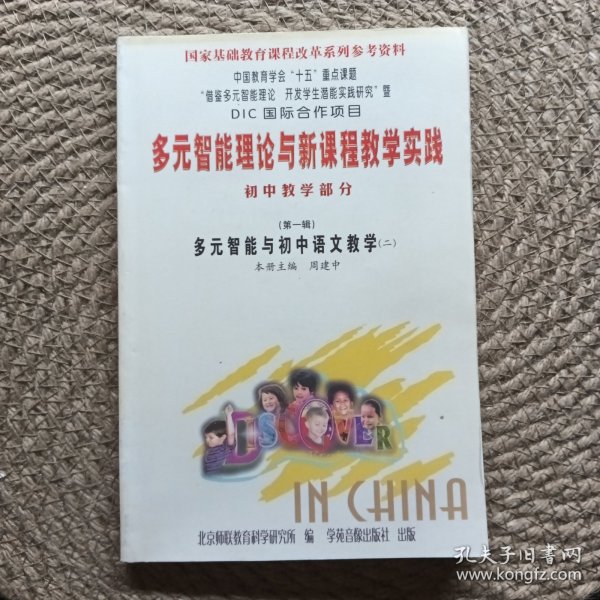 国家基础教育课程改革系列参考资料
中国教育学会“十五”重点课题
“借鉴多元智能理论 开发学生潜能实践研究”暨
DIC 国际合作项目
多元智能理论与新课程教学实践
初中教学部分
（第一辑）
多元智能与初中语文教学（二）
本册主编 周建中
DISCOVER
IN CHINA
北京师联教育科学研究所 编 学苑音像出版社 出版
孔夫子旧书网
www.kongfz.com